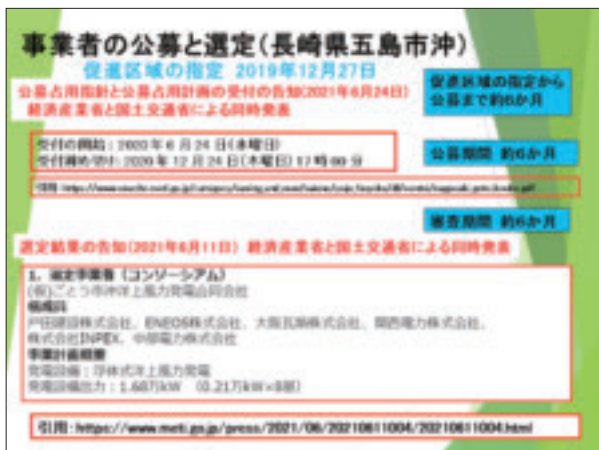 事業者の公募と選定(長崎県五島市沖)
促進区域の指定 2019年12月27日
促進区域の指定から
公募まで約6か月
公募占用指針と公募占用計画の受付の告知(2021年6月24日)
経済産業省と国土交通省による同時発表
受付の開始:2020年6月24日(水曜日)
受付締め切り:2020年12月24日(木曜日)17時00分
公募期間 約6か月
引用:
審査期間 約6か月
選定結果の告知(2021年6月11日) 経済産業省と国土交通省による同時発表
1. 選定事業者(コンソーシアム)
(仮)ごとう市沖洋上風力発電合同会社
構成員
戸田建設株式会社、ENEOS株式会社、大阪瓦斯株式会社、関西電力株式会社、
株式会社INPEX、中部電力株式会社
事業計画概要
発電設備:浮体式洋上風力発電
発電設備出力:1.68万kW (0.21万kW×8基)
引用:https://www.meti.go.jp/press/2021/06/20210611004/20210611004.html